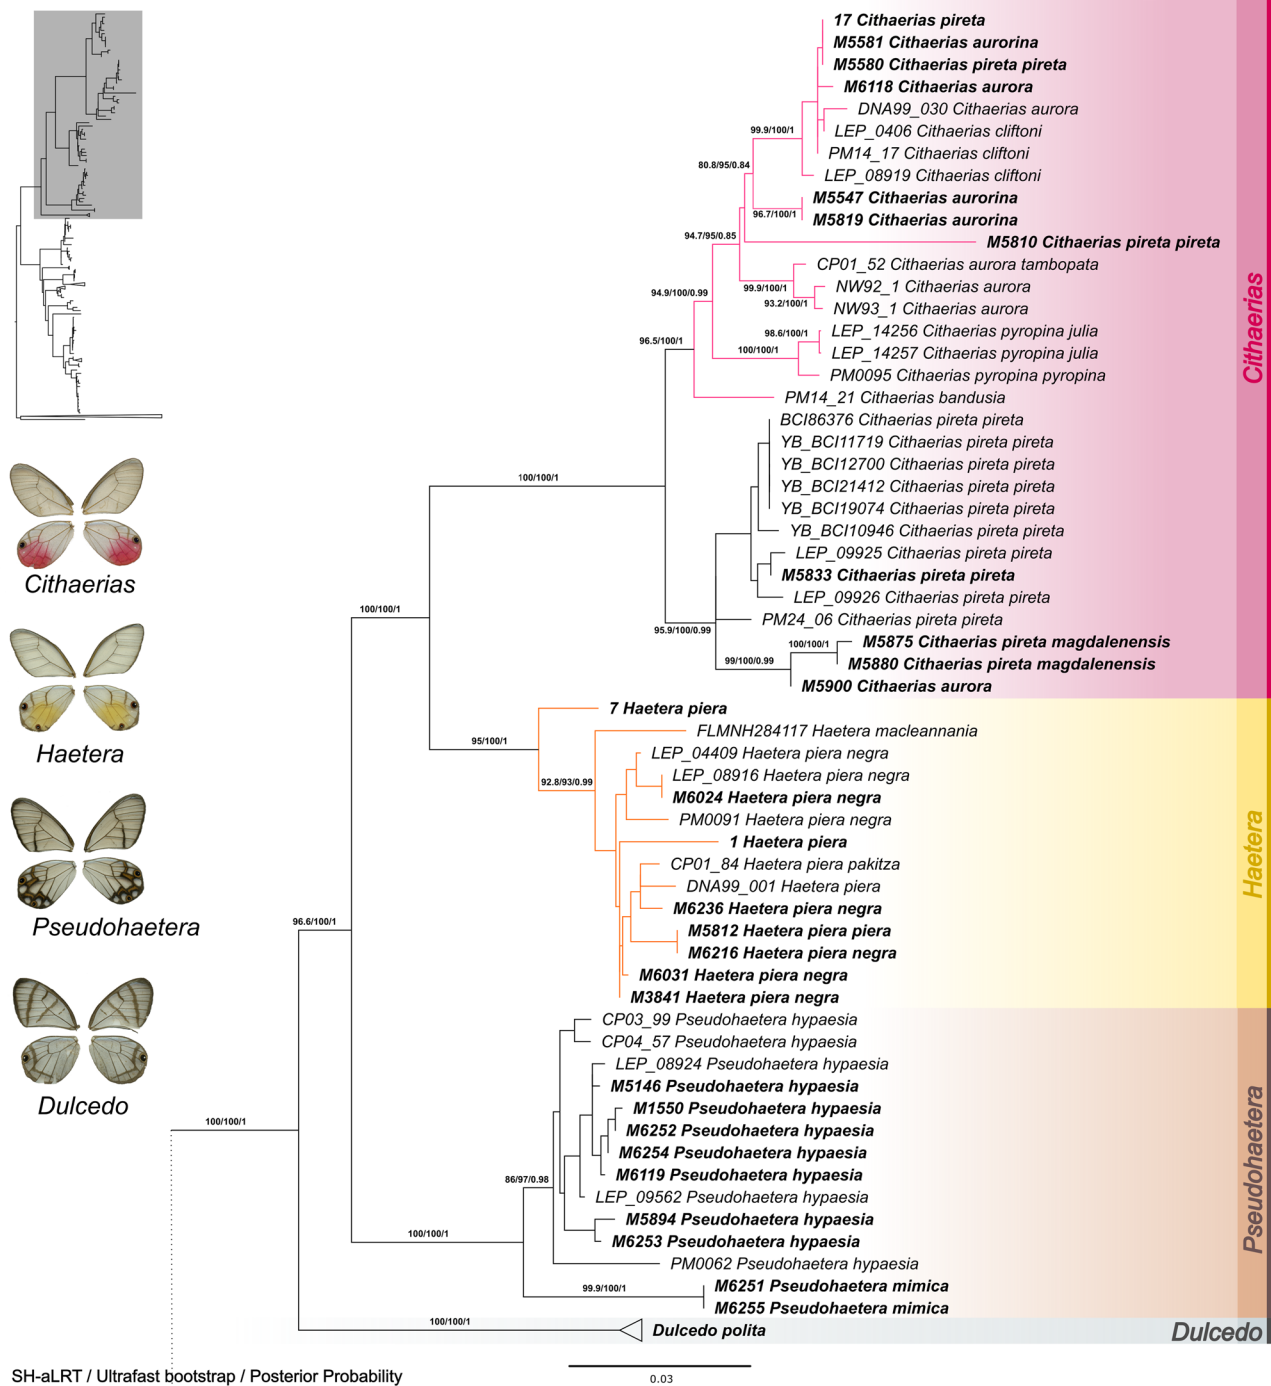 17 Cithaerias pireta
M5581 Cithaerias aurorina
M5580 Cithaerias pireta pireta
M6118 Cithaerias aurora
DNA99_030 Cithaerias aurora
LEP_0406 Cithaerias cliftoni
99.9/100/1
PM14_17 Cithaerias cliftoni
80.8/95/0.84
LEP_08919 Cithaerias cliftoni
M5547 Cithaerias aurorina
96.7/100/1
M5819 Cithaerias aurorina
94.7/95/0.85
M5810 Cithaerias pireta pireta
CP01_52 Cithaerias aurora tambopata
99.9/100/1
NW92_1 Cithaerias aurora
94.9/100/0.99
93.2/100/1
NW93_1 Cithaerias aurora
98.6/100/1
LEP_14256 Cithaerias pyropina julia
96.5/100/1
100/100/1
LEP_14257 Cithaerias pyropina julia
PM0095 Cithaerias pyropina pyropina
PM14_21 Cithaerias bandusia
BCI86376 Cithaerias pireta pireta
YB_BCI11719 Cithaerias pireta pireta
YB_BCI12700 Cithaerias pireta pireta
100/100/1
YB_BCI21412 Cithaerias pireta pireta
YB_BCI19074 Cithaerias pireta pireta
YB_BCI10946 Cithaerias pireta pireta
LEP_09925 Cithaerias pireta pireta
M5833 Cithaerias pireta pireta
LEP_09926 Cithaerias pireta pireta
100/100/1
PM24_06 Cithaerias pireta pireta
95.9/100/0.99
M5875 Cithaerias pireta magdalenensis
100/100/1
99/100/0.99
M5880 Cithaerias pireta magdalenensis
M5900 Cithaerias aurora
Cithaerias
7 Haetera piera
FLMNH284117 Haetera macleannania
95/100/1
LEP_04409 Haetera piera negra
LEP_08916 Haetera piera negra
92.8/93/0.99
M6024 Haetera piera negra
PM0091 Haetera piera negra
1 Haetera piera
CP01_84 Haetera piera pakitza
DNA99_001 Haetera piera
M6236 Haetera piera negra
96.6/100/1
M5812 Haetera piera piera
M6216 Haetera piera negra
M6031 Haetera piera negra
M3841 Haetera piera negra
Haetera
CP03_99 Pseudohaetera hypaesia
CP04_57 Pseudohaetera hypaesia
LEP_08924 Pseudohaetera hypaesia
M5146 Pseudohaetera hypaesia
M1550 Pseudohaetera hypaesia
100/100/1
M6252 Pseudohaetera hypaesia
M6254 Pseudohaetera hypaesia
M6119 Pseudohaetera hypaesia
86/97/0.98
LEP_09562 Pseudohaetera hypaesia
M5894 Pseudohaetera hypaesia
100/100/1
M6253 Pseudohaetera hypaesia
PM0062 Pseudohaetera hypaesia
99.9/100/1
M6251 Pseudohaetera mimica
M6255 Pseudohaetera mimica
Pseudohaetera
100/100/1
Dulcedo polita
Dulcedo
Cithaerias
Haetera
Pseudohaetera
Dulcedo
SH-aLRT / Ultrafast bootstrap / Posterior Probability
0.03